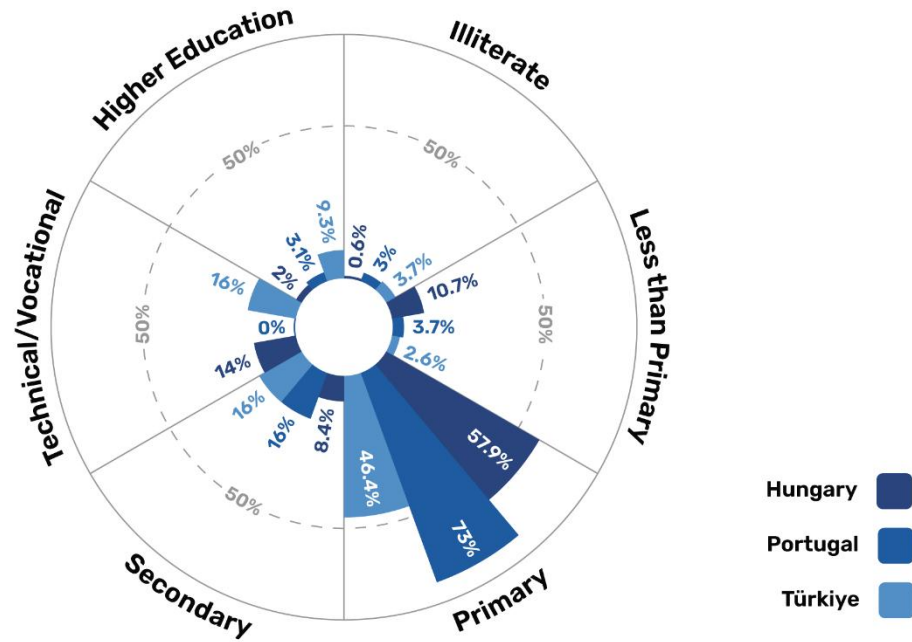 Higher Education
Illiterate
Less than Primary
Primary
Secondary
Technical/Vocational
50%
50%
50%
50%
50%
0.6%
3%
3.7%
10.7%
3.7%
2.6%
57.9%
73%
46.4%
8.4%
16%
16%
14%
0%
16%
2%
3.1%
9.3%
Hungary
Portugal
Türkiye